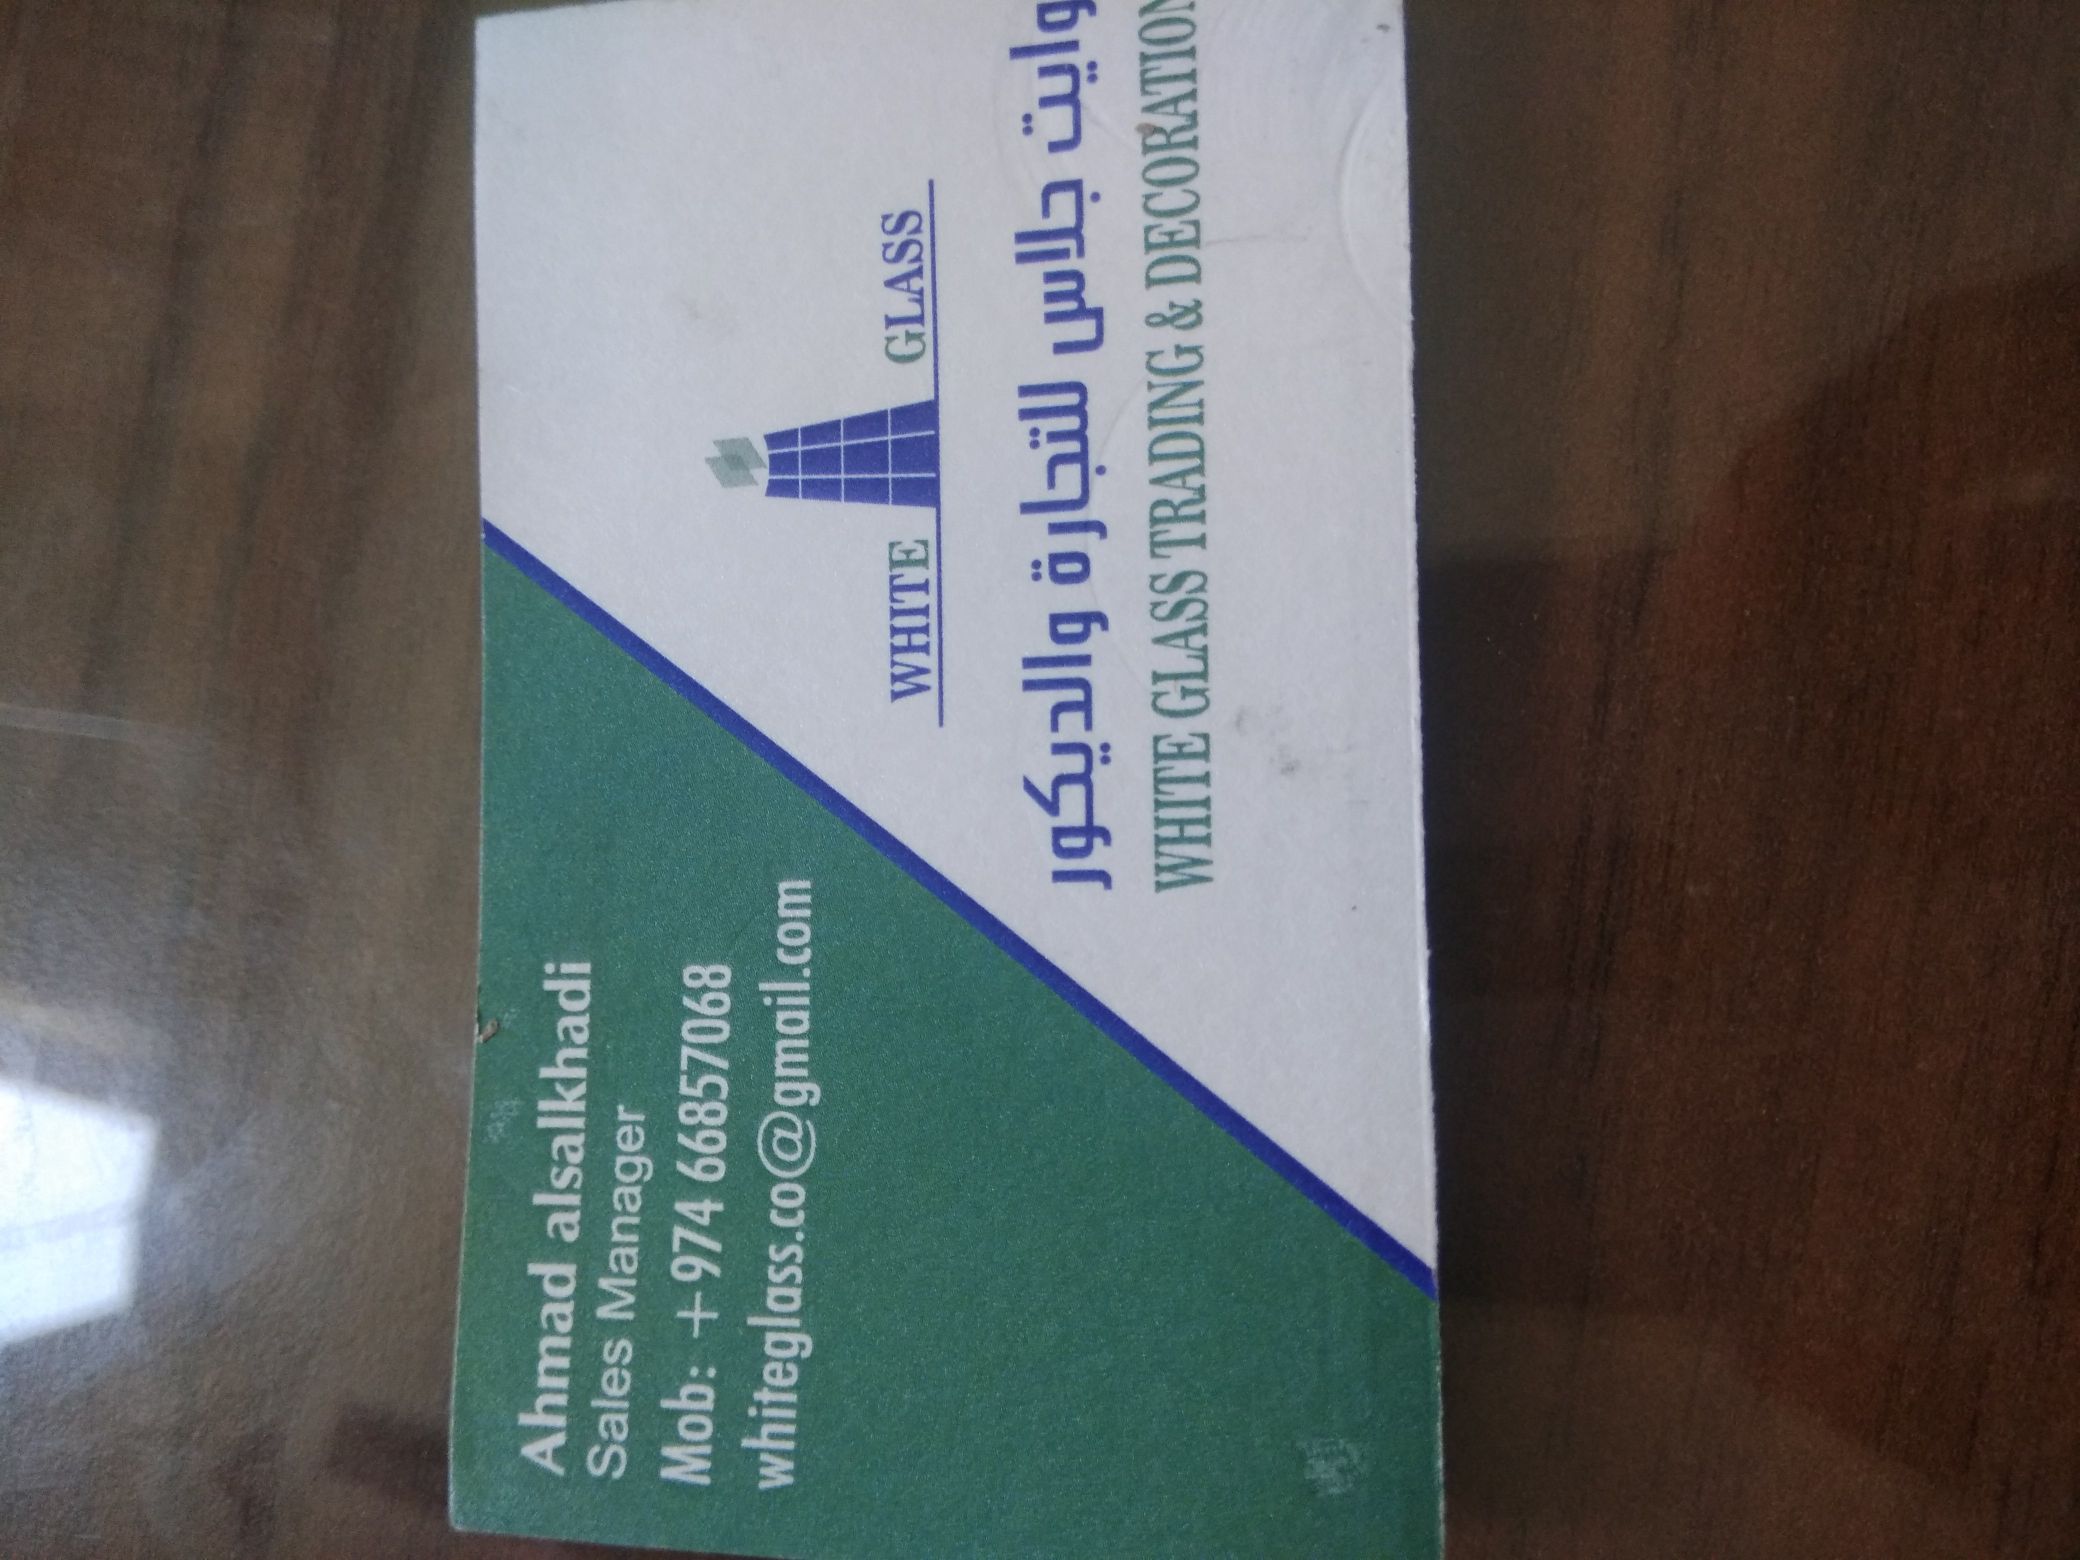 Ahmad alsalkhadi
Sales Manager
Mob: +974 66857068
whiteglass.co@gmail.com
WHITE GLASS
وايت جلاس للتجارة والديكور
WHITE GLASS TRADING & DECORATION